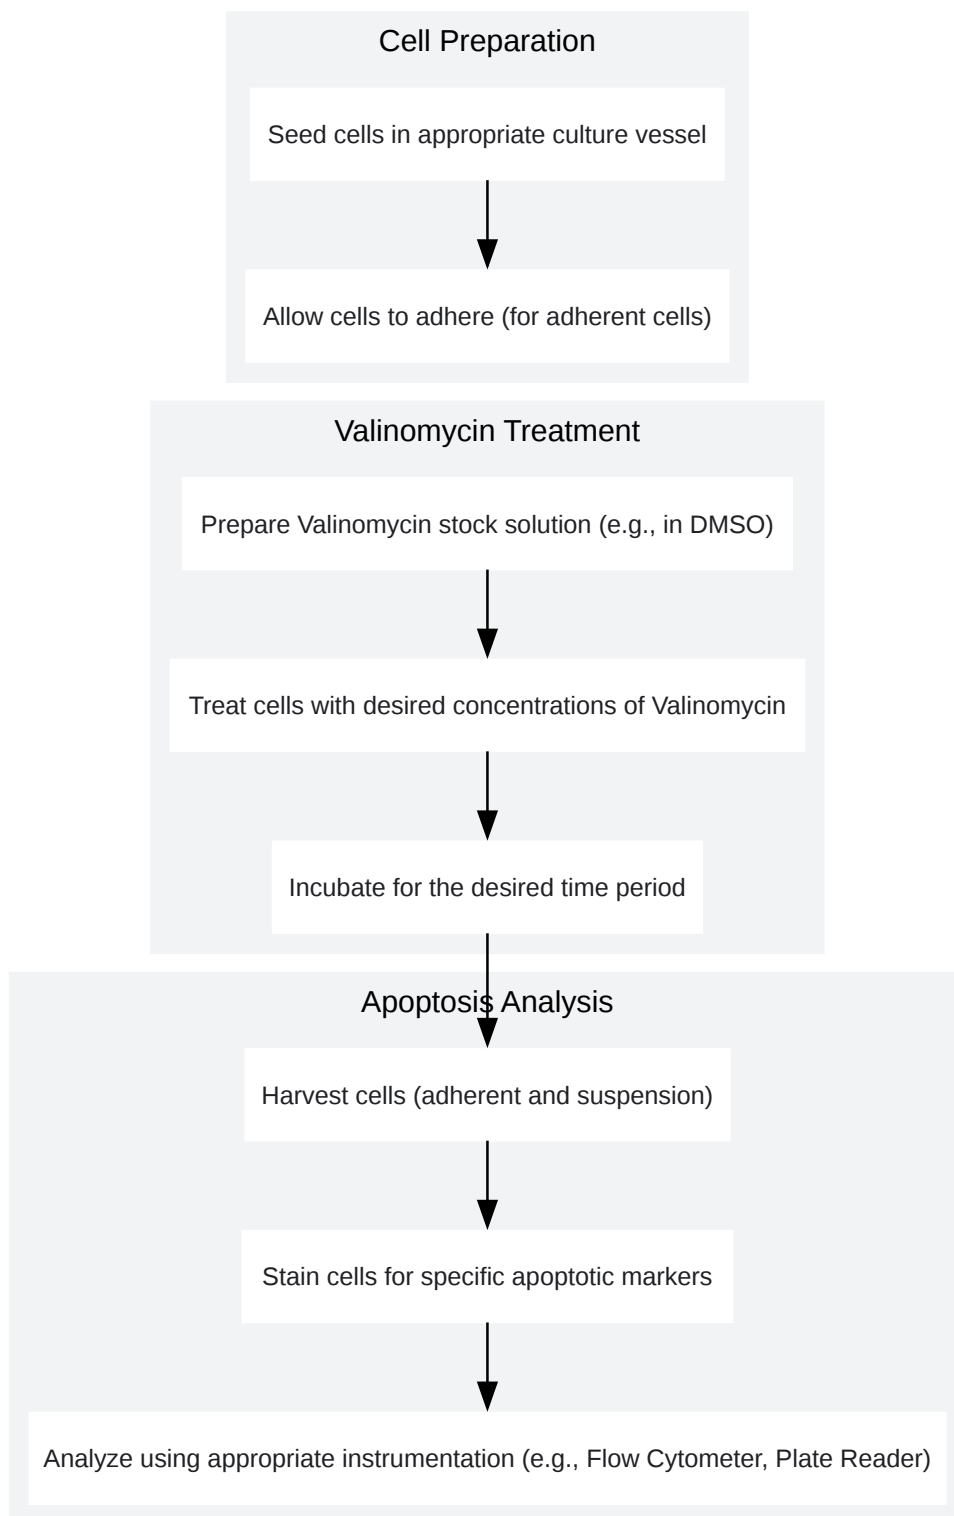 Cell Preparation
Seed cells in appropriate culture vessel
Allow cells to adhere (for adherent cells)
Valinomycin Treatment
Prepare Valinomycin stock solution (e.g., in DMSO)
Treat cells with desired concentrations of Valinomycin
Incubate for the desired time period
Apoptosis Analysis
Harvest cells (adherent and suspension)
Stain cells for specific apoptotic markers
Analyze using appropriate instrumentation (e.g., Flow Cytometer, Plate Reader)